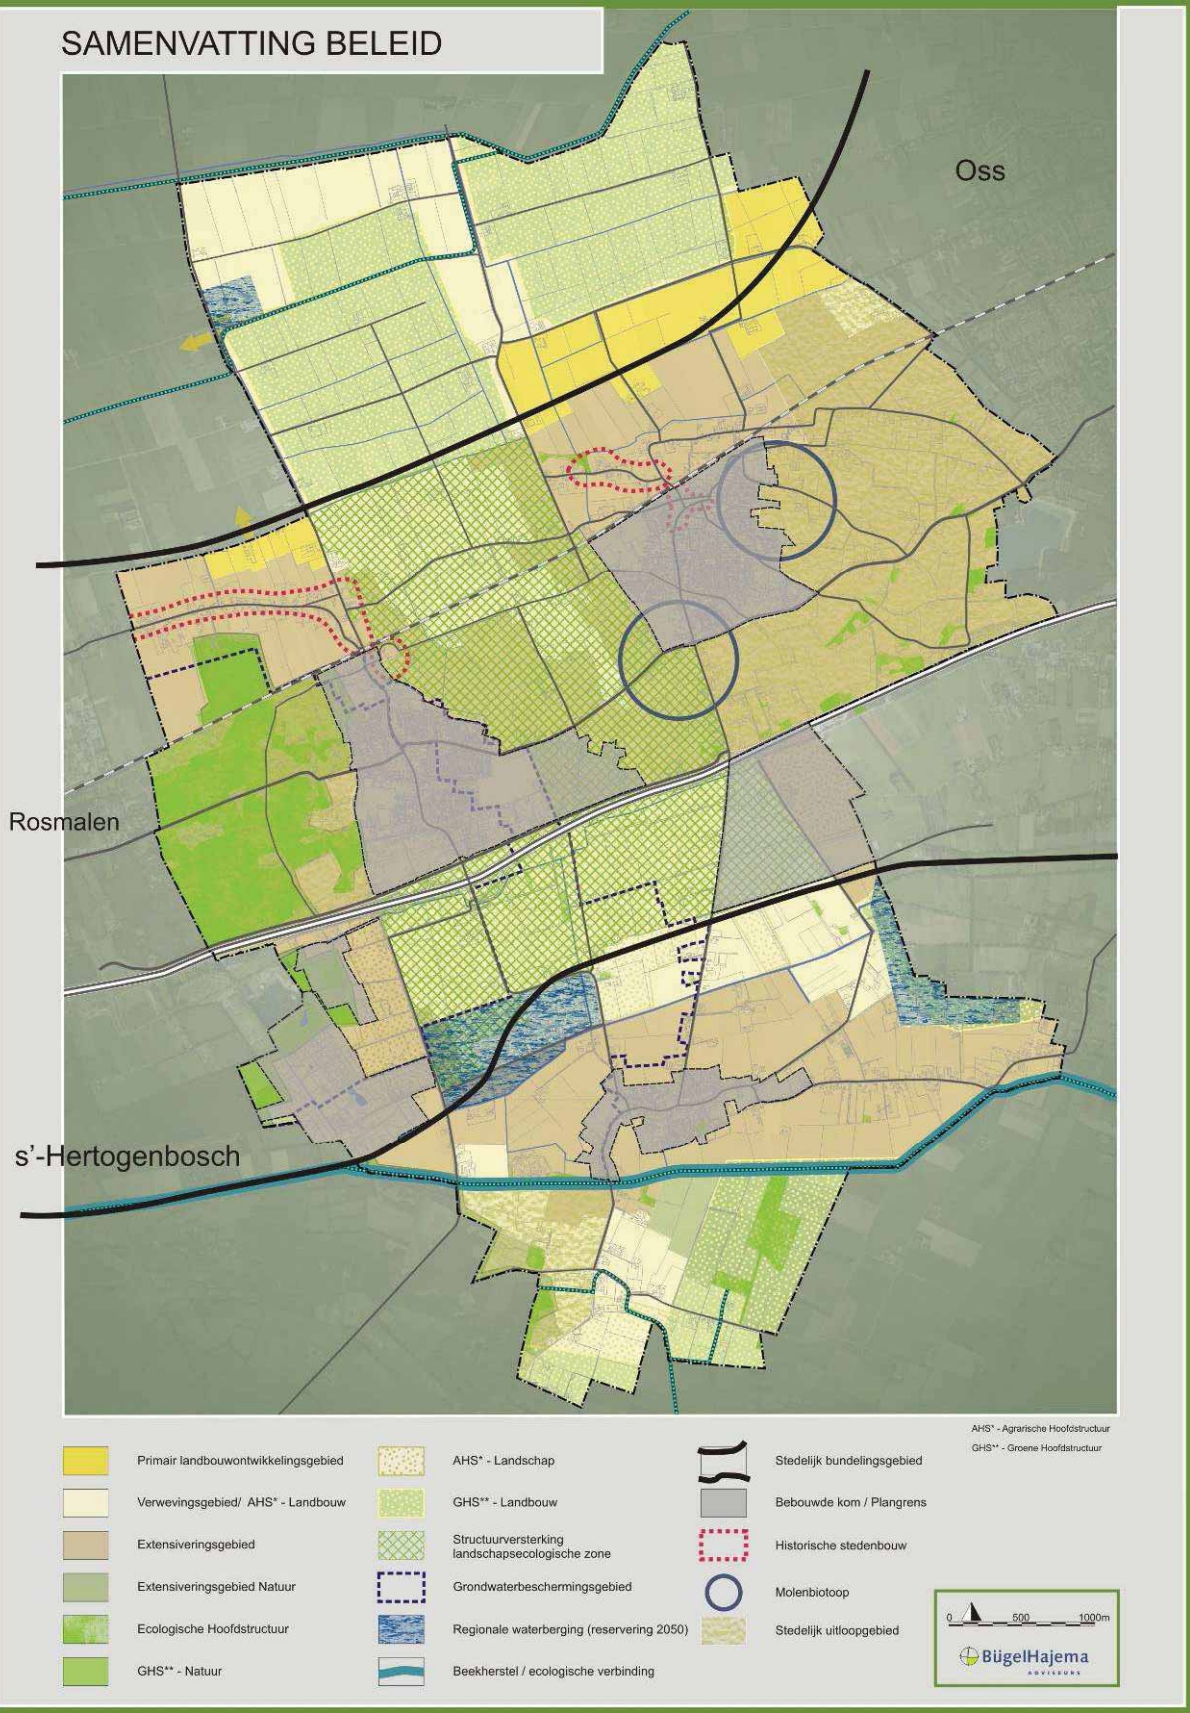 SAMENVATTING BELEID
Oss
Rosmalen
s'-Hertogenbosch
AHS* - Agrarische Hoofdstructuur
GHS** - Groene Hoofdstructuur
Primair landbouwontwikkelingsgebied
Verwevingsgebied/ AHS* - Landbouw
Extensiveringsgebied
Extensiveringsgebied Natuur
Ecologische Hoofdstructuur
GHS** - Natuur
AHS* - Landschap
GHS** - Landbouw
Structuurversterking
landschapsecologische zone
Grondwaterbeschermingsgebied
Regionale waterberging (reservering 2050)
Beekherstel / ecologische verbinding
Stedelijk bundelingsgebied
Bebouwde kom / Plangrens
Historische stedenbouw
Molenbiotoop
Stedelijk uitloopgebied
0 500 1000m
BügelHajema
ADVISEURS